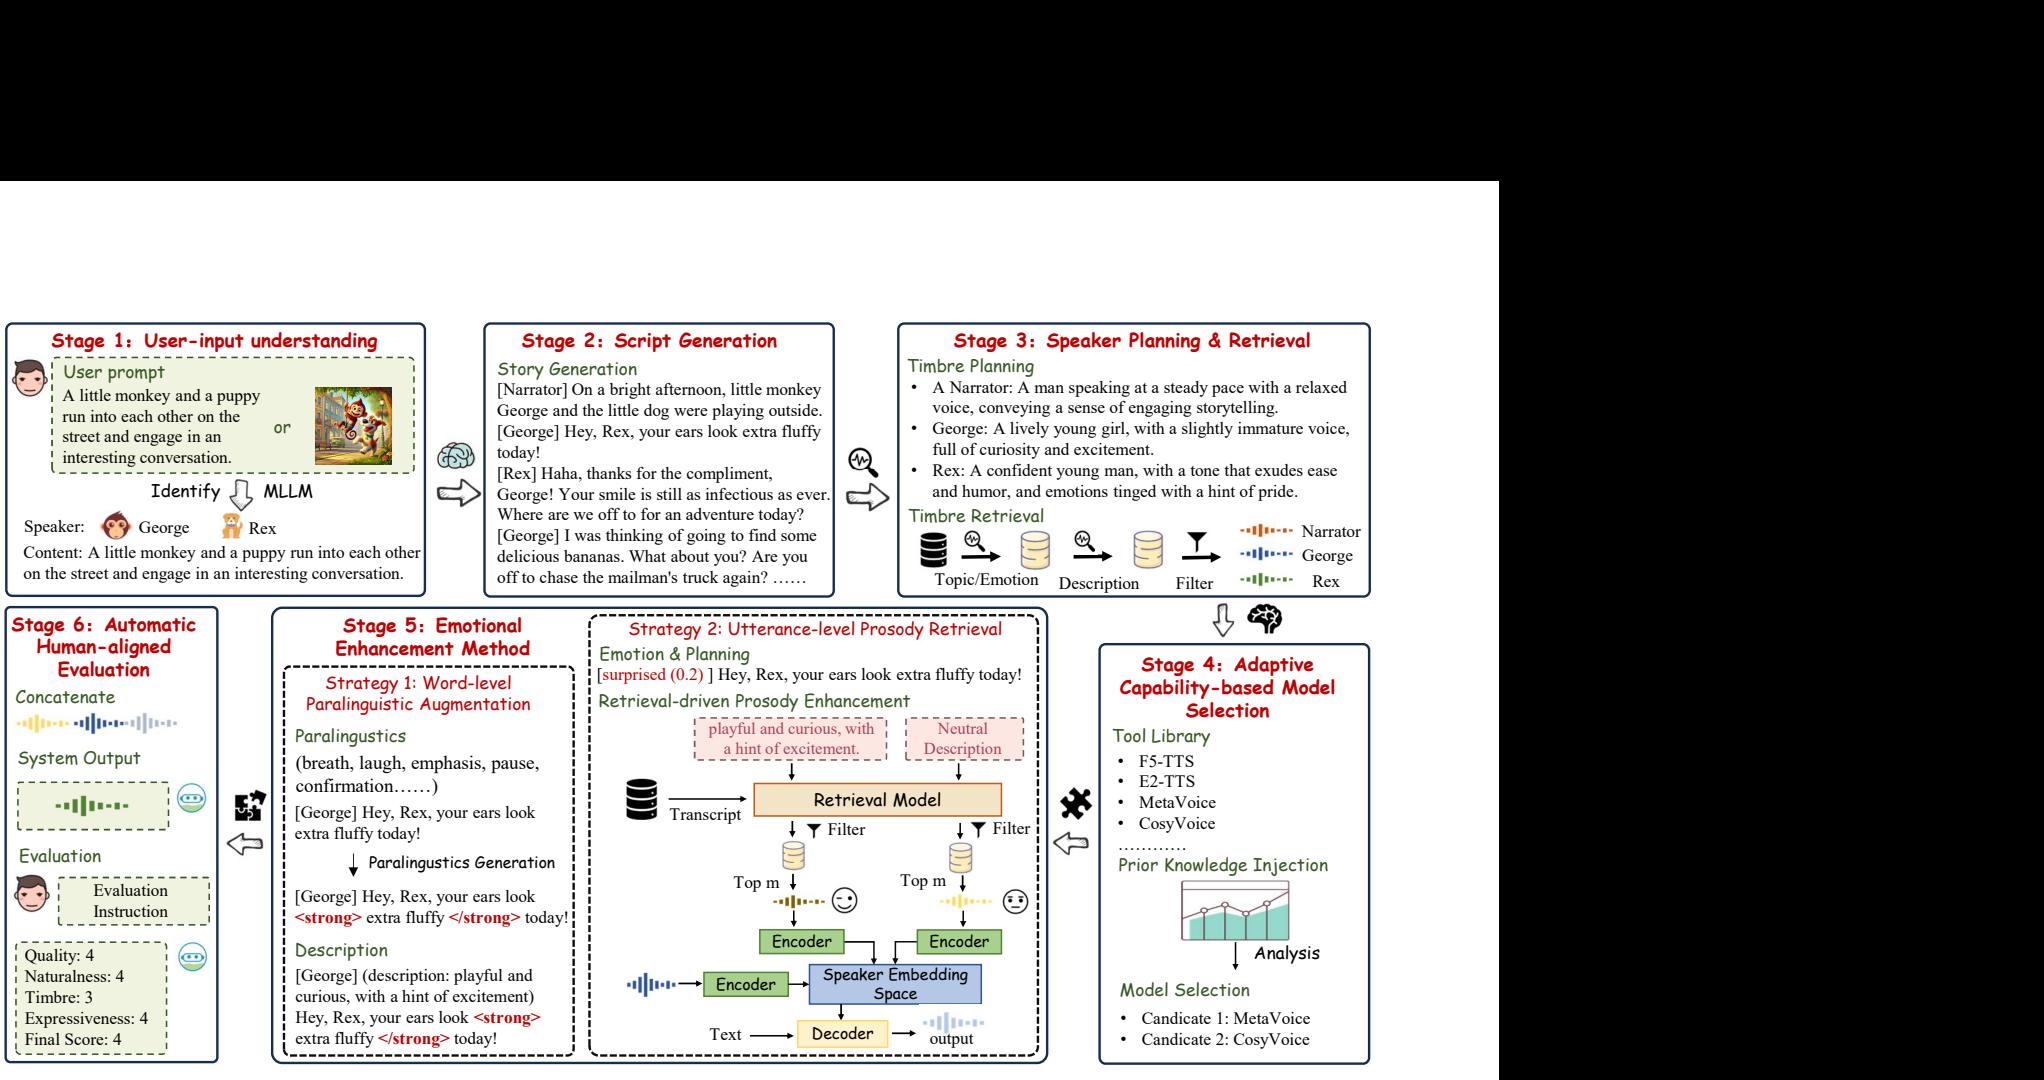 Stage 1: User-input understanding
User prompt
A little monkey and a puppy
run into each other on the
street and engage in an
interesting conversation.
or
Identify
MLLM
Speaker:
George
Rex
Content: A little monkey and a puppy run into each other
on the street and engage in an interesting conversation.
Stage 2: Script Generation
Story Generation
[Narrator] On a bright afternoon, little monkey
George and the little dog were playing outside.
[George] Hey, Rex, your ears look extra fluffy
today!
[Rex] Haha, thanks for the compliment,
George! Your smile is still as infectious as ever.
Where are we off to for an adventure today?
[George] I was thinking of going to find some
delicious bananas. What about you? Are you
off to chase the mailman's truck again? ……
Stage 3: Speaker Planning & Retrieval
Timbre Planning
• A Narrator: A man speaking at a steady pace with a relaxed
voice, conveying a sense of engaging storytelling.
• George: A lively young girl, with a slightly immature voice,
full of curiosity and excitement.
• Rex: A confident young man, with a tone that exudes ease
and humor, and emotions tinged with a hint of pride.
Timbre Retrieval
Topic/Emotion
Description
Filter
Narrator
George
Rex
Stage 4: Adaptive
Capability-based Model
Selection
Tool Library
• F5-TTS
• E2-TTS
• MetaVoice
• CosyVoice
…………
Prior Knowledge Injection
Analysis
Model Selection
• Candicate 1: MetaVoice
• Candicate 2: CosyVoice
Stage 5: Emotional
Enhancement Method
Strategy 1: Word-level
Paralinguistic Augmentation
Paralingustics
(breath, laugh, emphasis, pause,
confirmation……)
[George] Hey, Rex, your ears look
extra fluffy today!
Paralingustics Generation
[George] Hey, Rex, your ears look
<strong> extra fluffy </strong> today!
Description
[George] (description: playful and
curious, with a hint of excitement)
Hey, Rex, your ears look <strong>
extra fluffy </strong> today!
Strategy 2: Utterance-level Prosody Retrieval
Emotion & Planning
[surprised (0.2) ] Hey, Rex, your ears look extra fluffy today!
Retrieval-driven Prosody Enhancement
playful and curious, with
a hint of excitement.
Neutral
Description
Transcript
Retrieval Model
Filter
Filter
Top m
Top m
Encoder
Encoder
Encoder
Speaker Embedding
Space
Text
Decoder
output
Stage 6: Automatic
Human-aligned
Evaluation
Concatenate
System Output
Evaluation
Evaluation
Instruction
Quality: 4
Naturalness: 4
Timbre: 3
Expressiveness: 4
Final Score: 4